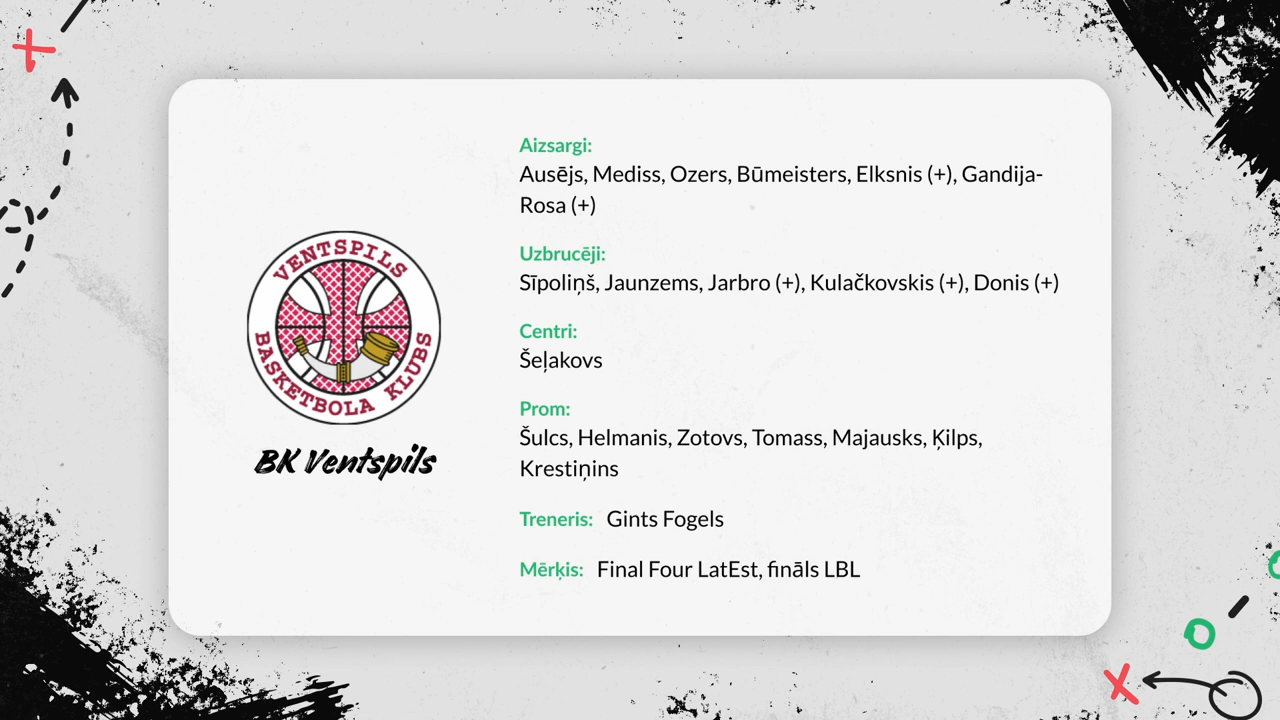 VENTSPILS
BASKETBOLA KLUBS
BK Ventspils
Aizsargi:
Ausējs, Mediss, Ozers, Būmeisters, Elksnis (+), Gandija-
Rosa (+)
Uzbrucēji:
Sīpoliņš, Jaunzems, Jarbro (+), Kulačkovskis (+), Donis (+)
Centri:
Šeļakovs
Prom:
Šulcs, Helmanis, Zotovs, Tomass, Majausks, Ķilps,
Krestiņins
Treneris: Gints Fogels
Mērķis: Final Four LatEst, fināls LBL